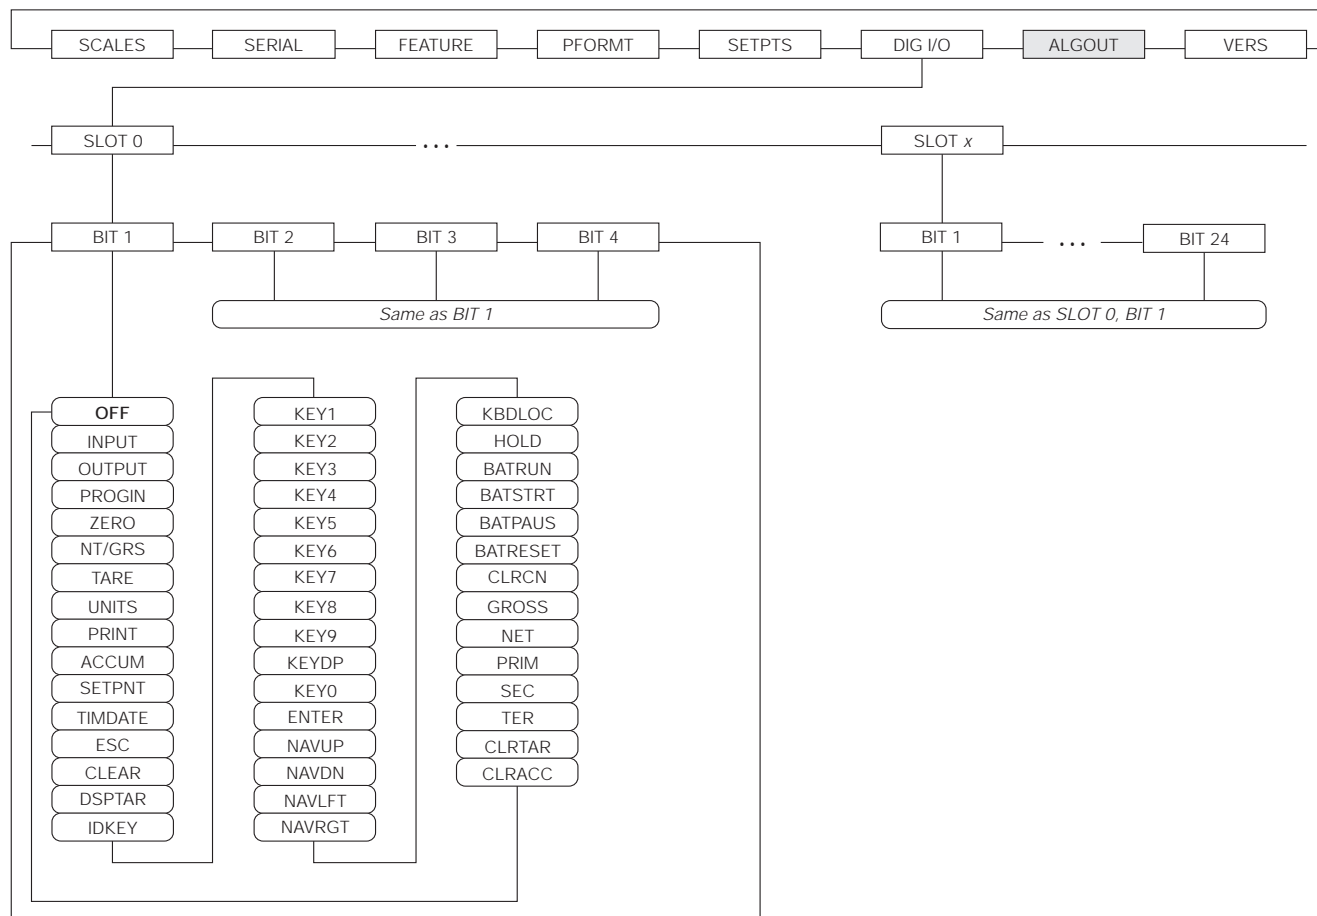 SCALES
SERIAL
FEATURE
PFORMT
SETPTS
DIG I/O
ALGOUT
VERS
SLOT 0
...
SLOT x
BIT 1
BIT 2
BIT 3
BIT 4
BIT 1
...
BIT 24
Same as BIT 1
Same as SLOT 0, BIT 1
OFF
INPUT
OUTPUT
PROGIN
ZERO
NT/GRS
TARE
UNITS
PRINT
ACCUM
SETPNT
TIMDATE
ESC
CLEAR
DSPTAR
IDKEY
KEY1
KEY2
KEY3
KEY4
KEY5
KEY6
KEY7
KEY8
KEY9
KEYDP
KEY0
ENTER
NAVUP
NAVDN
NAVLFT
NAVRGT
KBDLOC
HOLD
BATRUN
BATSTRT
BATPAUS
BATRESET
CLRCN
GROSS
NET
PRIM
SEC
TER
CLRTAR
CLRACC